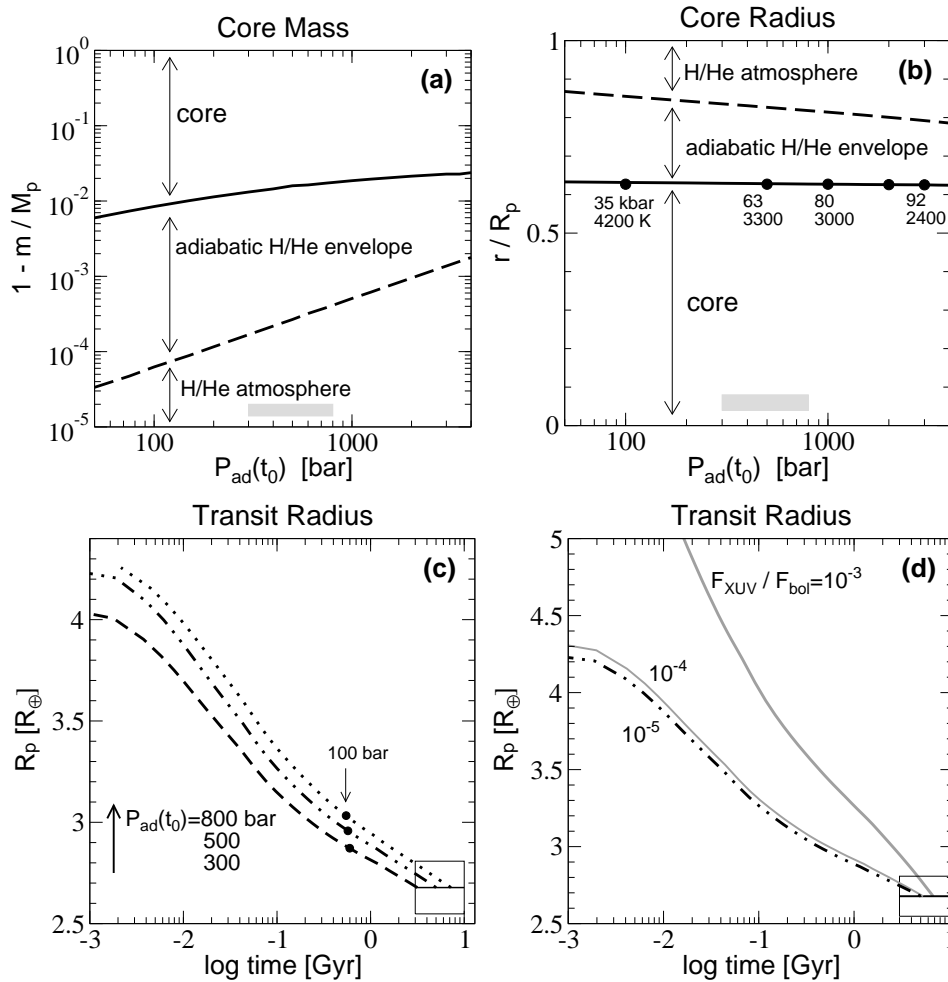 Core Mass
(a)
10^0
10^-1
10^-2
10^-3
10^-4
10^-5
1 - m / M_p
core
adiabatic H/He envelope
H/He atmosphere
100
1000
P_ad(t_0) [bar]
Core Radius
(b)
1
0.5
0
r / R_p
H/He atmosphere
adiabatic H/He envelope
35 kbar
4200 K
63
3300
80
3000
92
2400
core
100
1000
P_ad(t_0) [bar]
Transit Radius
(c)
4
3.5
3
2.5
R_p [R_⊕]
100 bar
P_ad(t_0)=800 bar
500
300
-3
-2
-1
0
1
log time [Gyr]
Transit Radius
(d)
5
4.5
4
3.5
3
2.5
R_p [R_⊕]
F_XUV / F_bol=10^-3
10^-4
10^-5
-3
-2
-1
0
log time [Gyr]